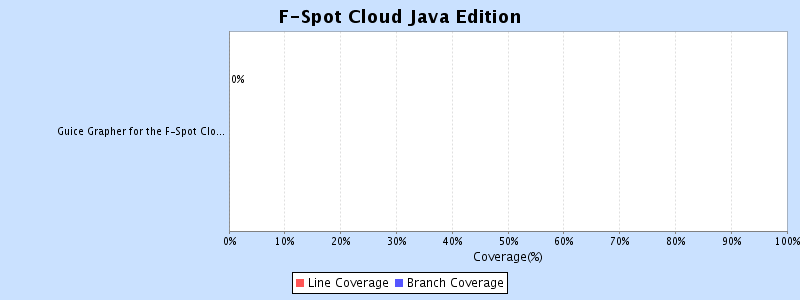 F-Spot Cloud Java Edition
0%
Guice Grapher for the F-Spot Clo...
0% 10% 20% 30% 40% 50% 60% 70% 80% 90% 100%
Coverage(%)
Line Coverage Branch Coverage